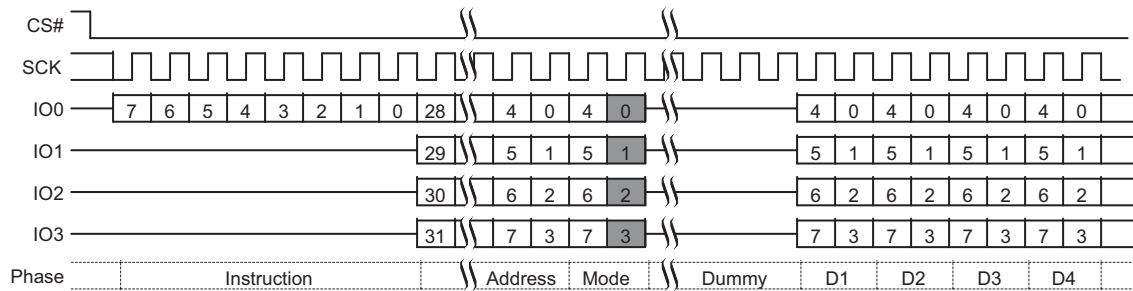 CS#
SCK
IO0 7 6 5 4 3 2 1 0 28 4 0 4 0 4 0 4 0 4 0 4 0
IO1 29 5 1 5 1 5 1 5 1 5 1 5 1
IO2 30 6 2 6 2 6 2 6 2 6 2 6 2
IO3 31 7 3 7 3 7 3 7 3 7 3 7 3
Phase Instruction Address Mode Dummy D1 D2 D3 D4